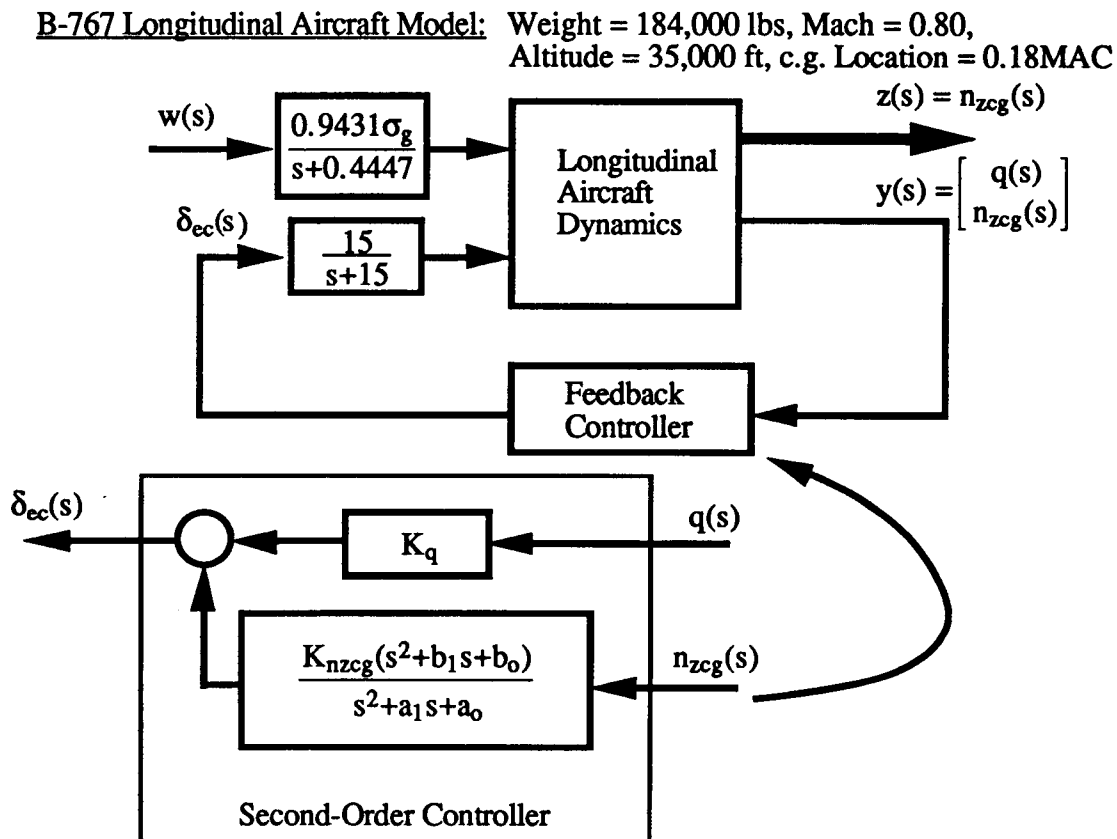 B-767 Longitudinal Aircraft Model: Weight = 184,000 lbs, Mach = 0.80,
Altitude = 35,000 ft, c.g. Location = 0.18MAC
w(s)
0.9431σg
s+0.4447
δec(s)
15
s+15
Longitudinal
Aircraft
Dynamics
z(s) = nzcg(s)
y(s) = [ q(s)
nzcg(s) ]
Feedback
Controller
δec(s)
Kq
q(s)
Knzcg(s²+b₁s+bo)
s²+a₁s+ao
nzcg(s)
Second-Order Controller